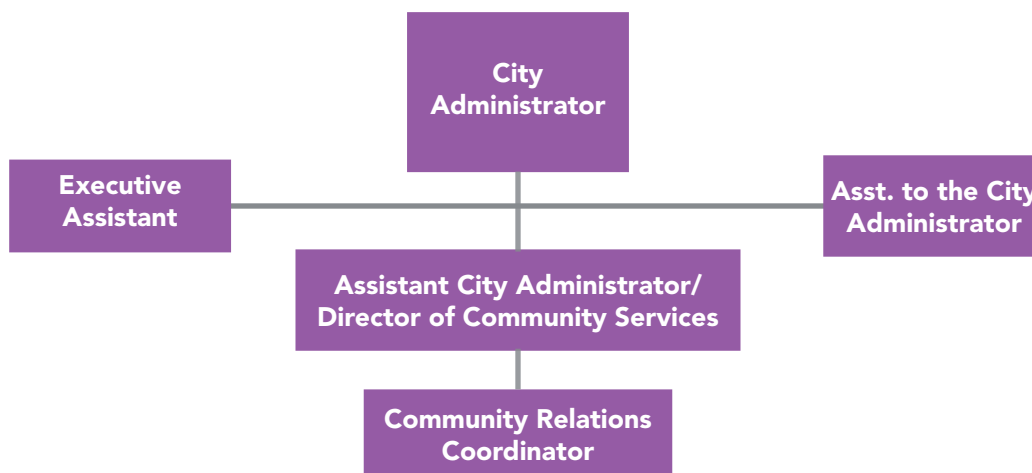 City
Administrator
Executive
Assistant
Asst. to the City
Administrator
Assistant City Administrator/
Director of Community Services
Community Relations
Coordinator